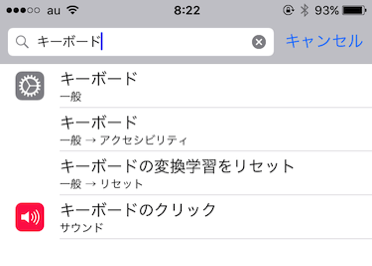 au 8:22 93%
キーボード キャンセル
キーボード
一般
キーボード
一般 → アクセシビリティ
キーボードの変換学習をリセット
一般 → リセット
キーボードのクリック
サウンド